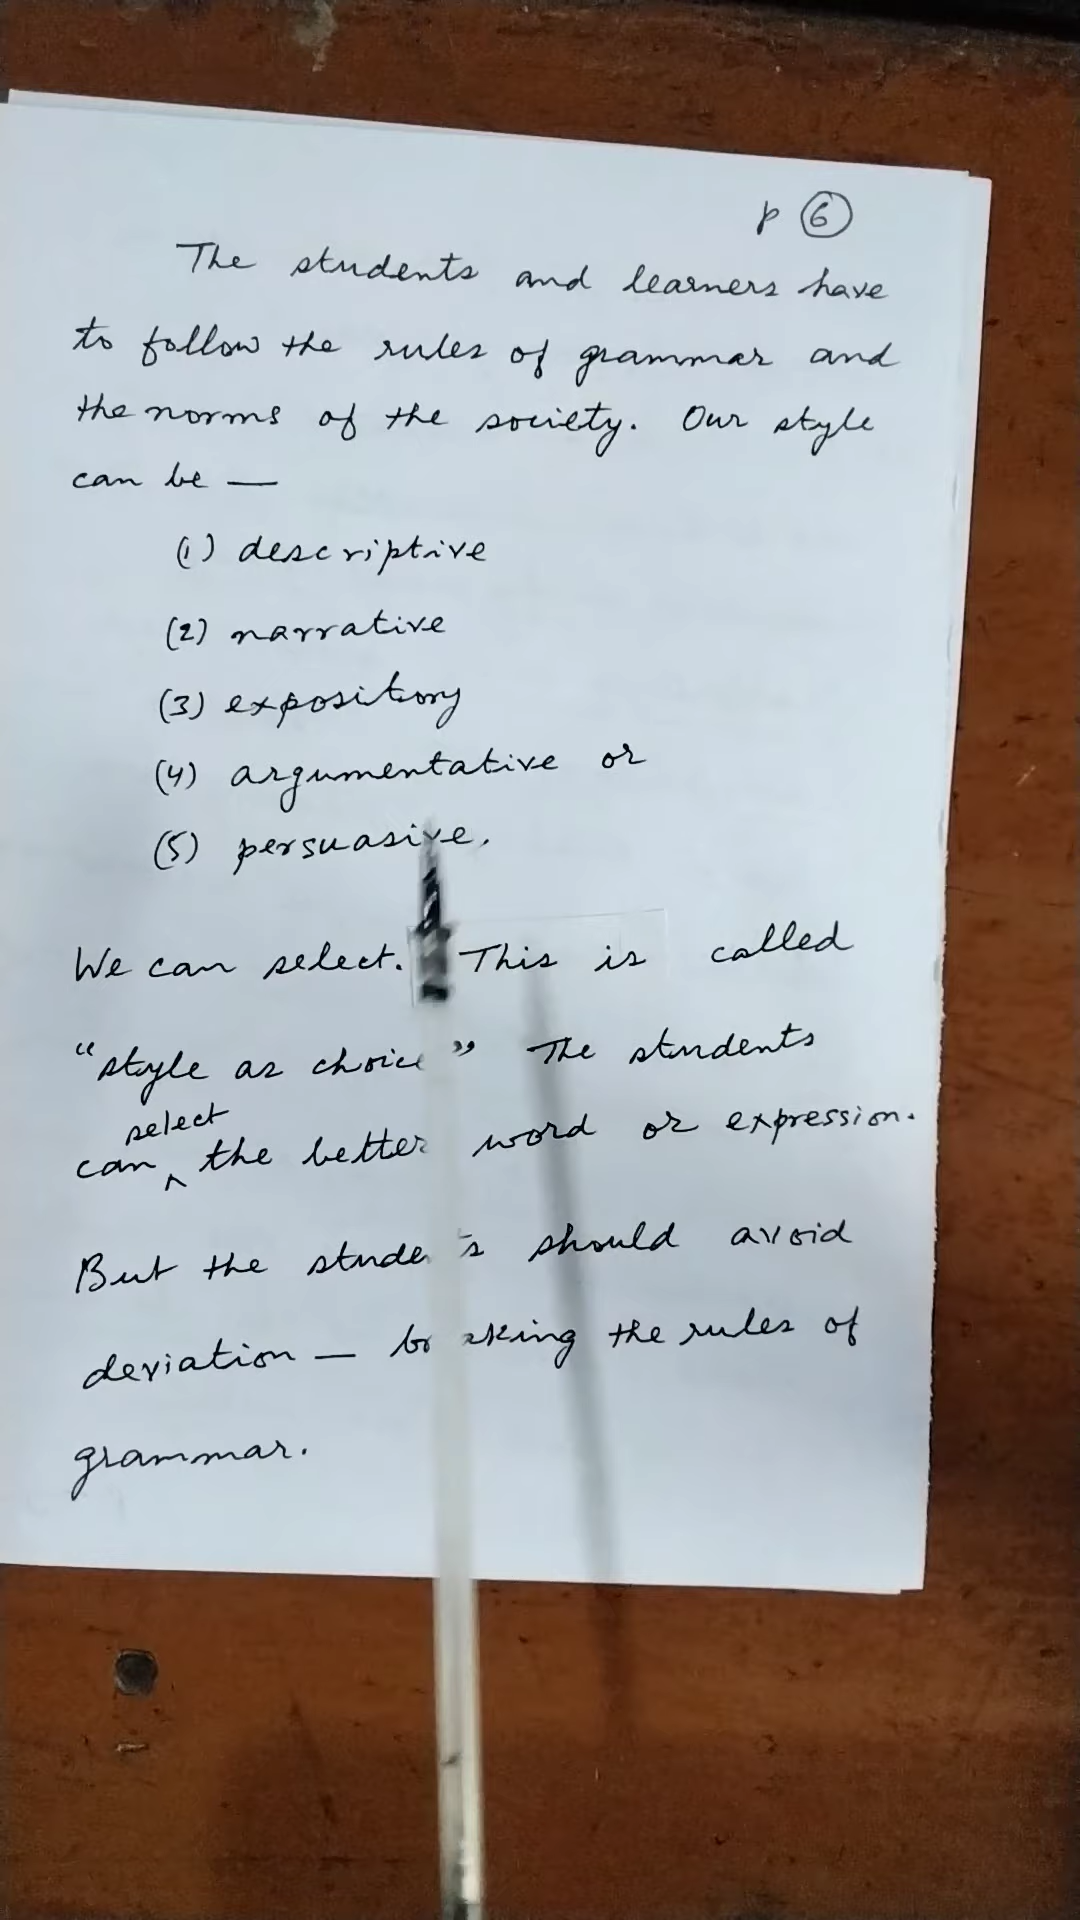 P 6
The students and learners have
to follow the rules of grammar and
the norms of the society. Our style
can be —
(1) descriptive
(2) narrative
(3) expository
(4) argumentative or
(5) persuasive.
We can select. This is called
"style as choice" The students
select
can ^ the better word or expression.
But the students should avoid
deviation — breaking the rules of
grammar.